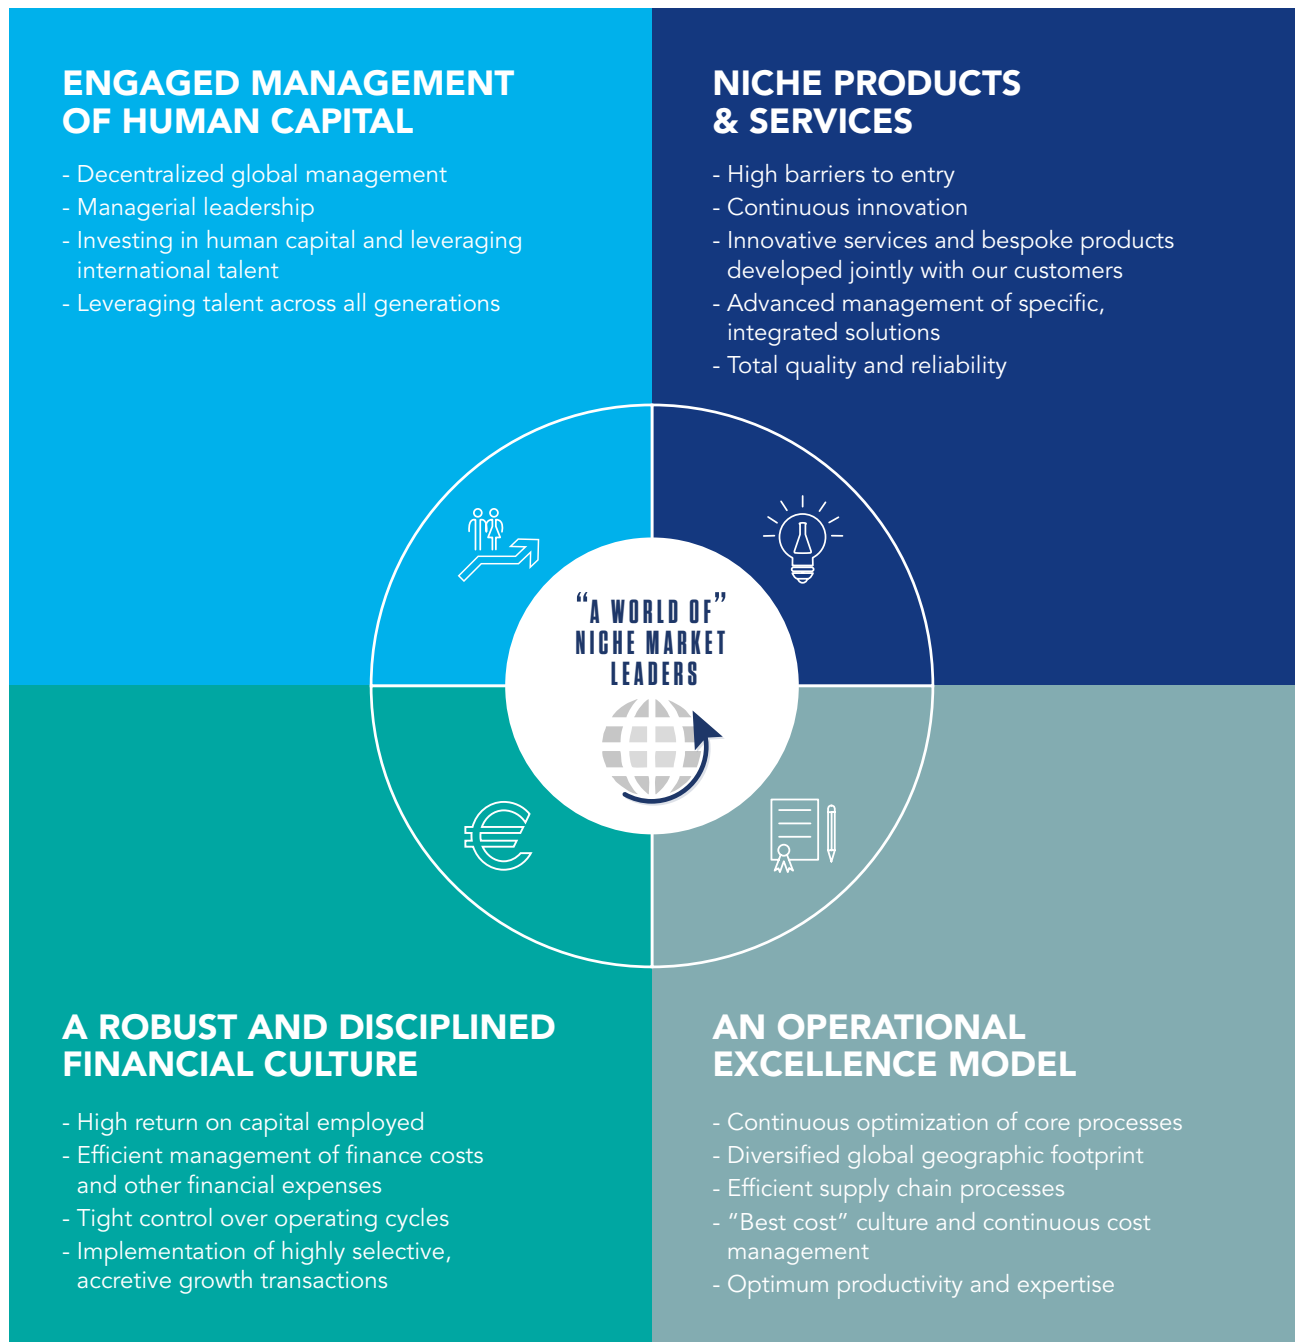 ENGAGED MANAGEMENT
OF HUMAN CAPITAL
- Decentralized global management
- Managerial leadership
- Investing in human capital and leveraging
international talent
- Leveraging talent across all generations
NICHE PRODUCTS
& SERVICES
- High barriers to entry
- Continuous innovation
- Innovative services and bespoke products
developed jointly with our customers
- Advanced management of specific,
integrated solutions
- Total quality and reliability
“A WORLD OF”
NICHE MARKET
LEADERS
A ROBUST AND DISCIPLINED
FINANCIAL CULTURE
- High return on capital employed
- Efficient management of finance costs
and other financial expenses
- Tight control over operating cycles
- Implementation of highly selective,
accretive growth transactions
AN OPERATIONAL
EXCELLENCE MODEL
- Continuous optimization of core processes
- Diversified global geographic footprint
- Efficient supply chain processes
- “Best cost” culture and continuous cost
management
- Optimum productivity and expertise